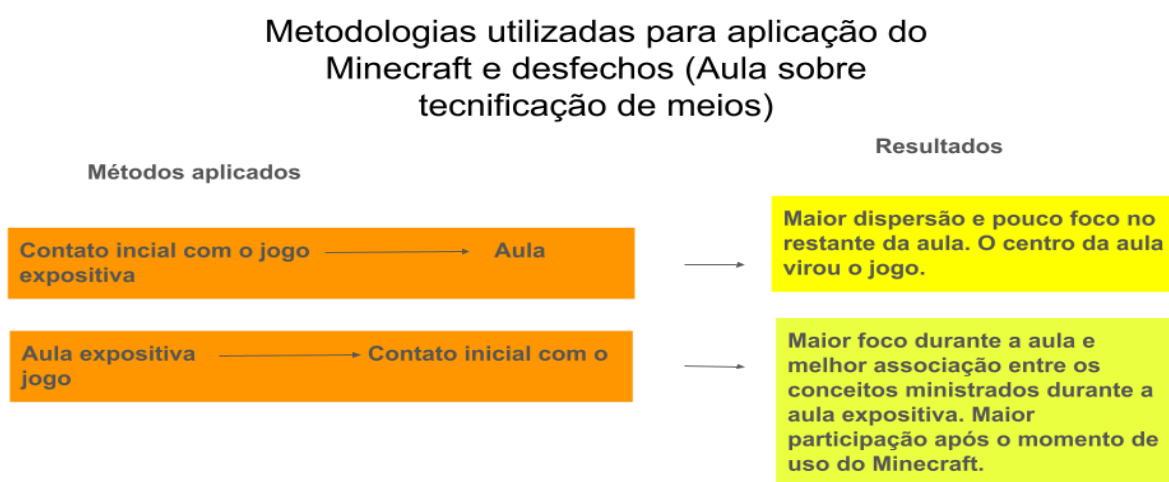 Metodologias utilizadas para aplicação do
Minecraft e desfechos (Aula sobre
tecnificação de meios)
Métodos aplicados
Resultados
Contato incial com o jogo Aula
expositiva
Maior dispersão e pouco foco no
restante da aula. O centro da aula
virou o jogo.
Aula expositiva Contato inicial com o
jogo
Maior foco durante a aula e
melhor associação entre os
conceitos ministrados durante a
aula expositiva. Maior
participação após o momento de
uso do Minecraft.